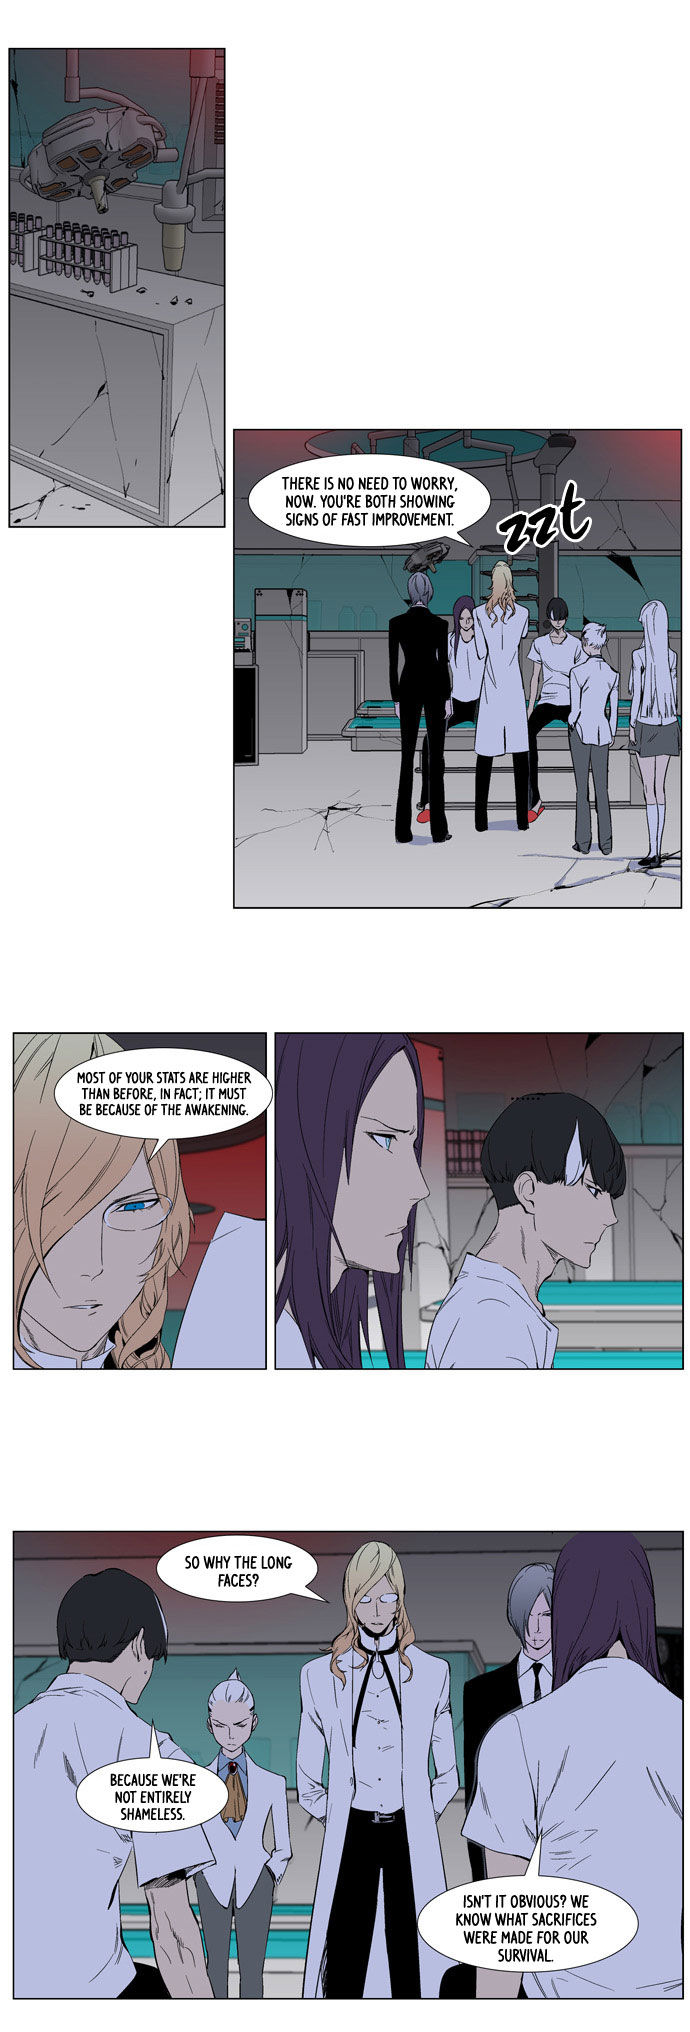 THERE IS NO NEED TO WORRY,
NOW. YOU'RE BOTH SHOWING
SIGNS OF FAST IMPROVEMENT.
zzt
MOST OF YOUR STATS ARE HIGHER
THAN BEFORE, IN FACT; IT MUST
BE BECAUSE OF THE AWAKENING.
......
SO WHY THE LONG
FACES?
BECAUSE WE'RE
NOT ENTIRELY
SHAMELESS.
ISN'T IT OBVIOUS? WE
KNOW WHAT SACRIFICES
WERE MADE FOR OUR
SURVIVAL.